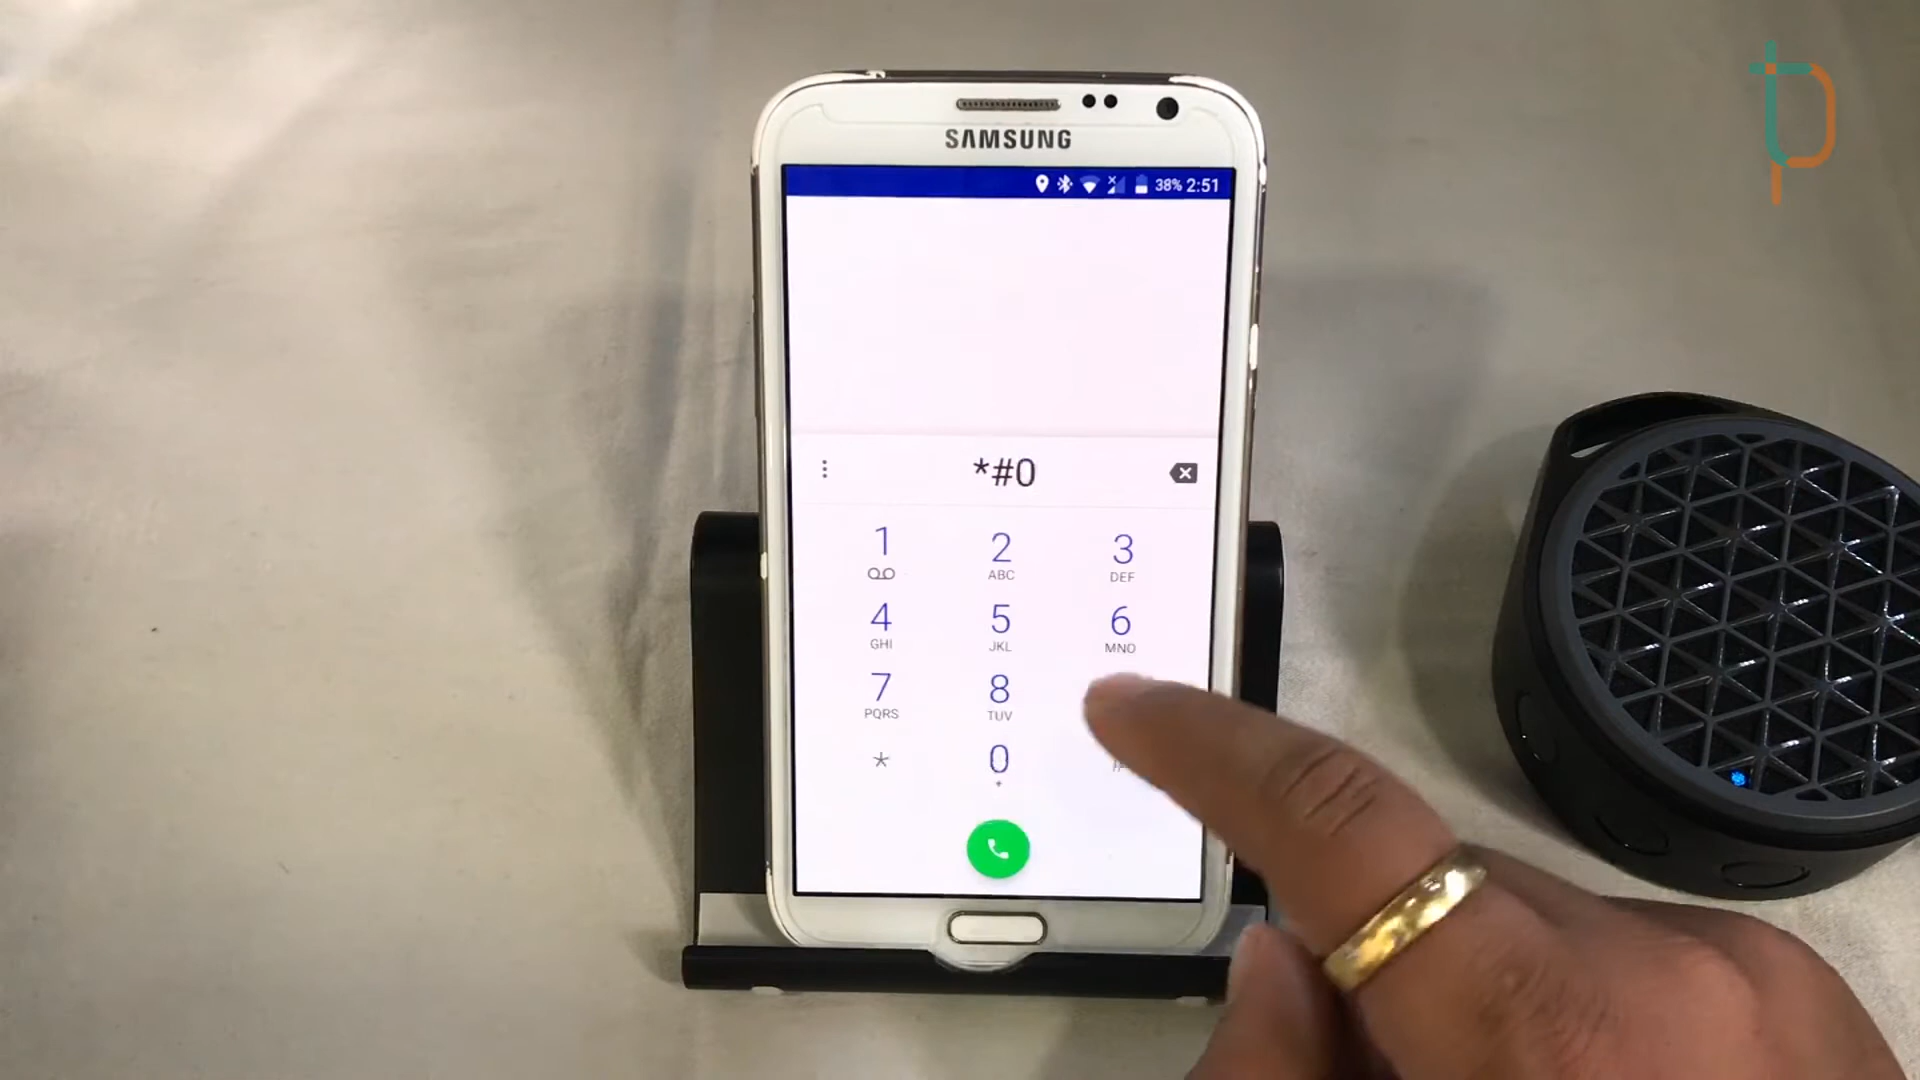 SAMSUNG
38% 2:51
*#0
1
2
ABC
3
DEF
4
GHI
5
JKL
6
MNO
7
PQRS
8
TUV
*
0
+
tp